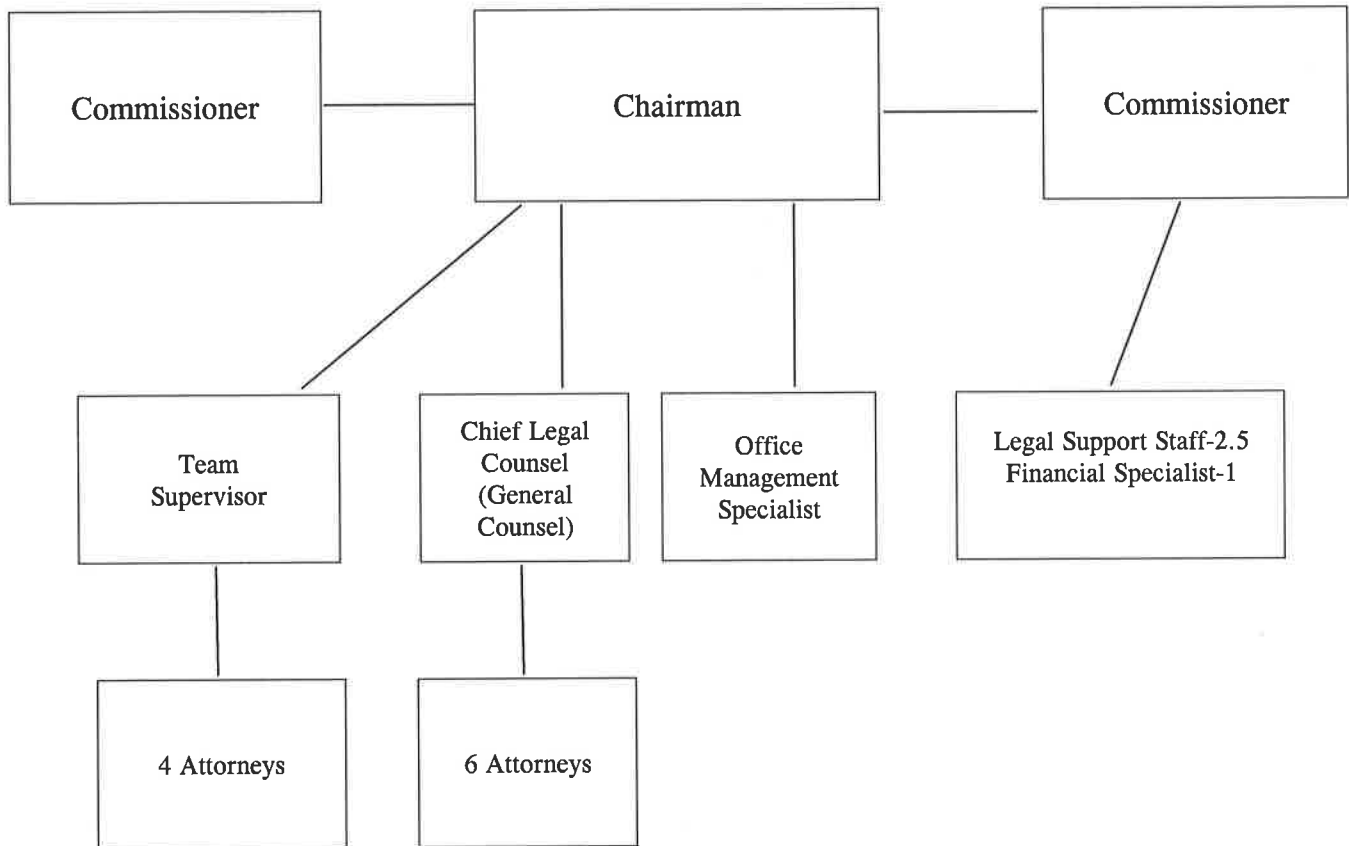 Commissioner
Chairman
Commissioner
Team
Supervisor
Chief Legal
Counsel
(General
Counsel)
Office
Management
Specialist
Legal Support Staff-2.5
Financial Specialist-1
4 Attorneys
6 Attorneys